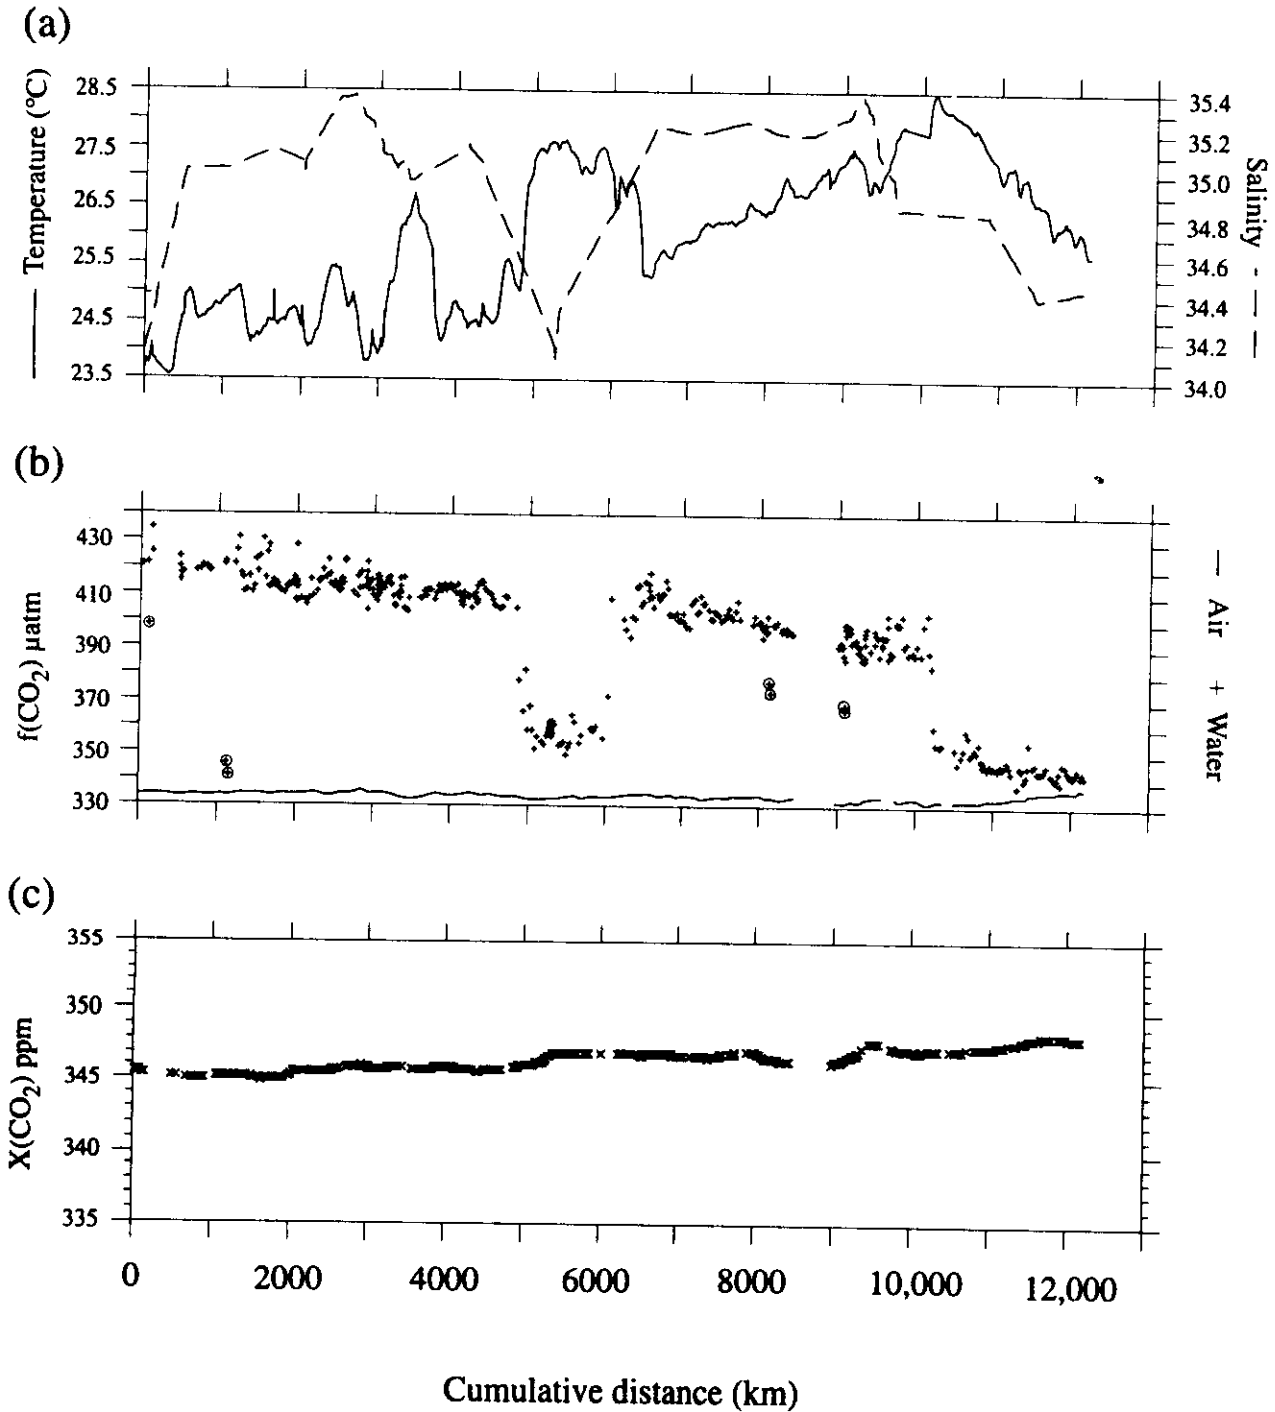 (a)
Temperature (°C)
28.5
27.5
26.5
25.5
24.5
23.5
35.4
35.2
35.0
34.8
34.6
34.4
34.2
34.0
Salinity
(b)
f(CO2) μatm
430
410
390
370
350
330
— Air + Water
(c)
X(CO2) ppm
355
350
345
340
335
0 2000 4000 6000 8000 10,000 12,000
Cumulative distance (km)